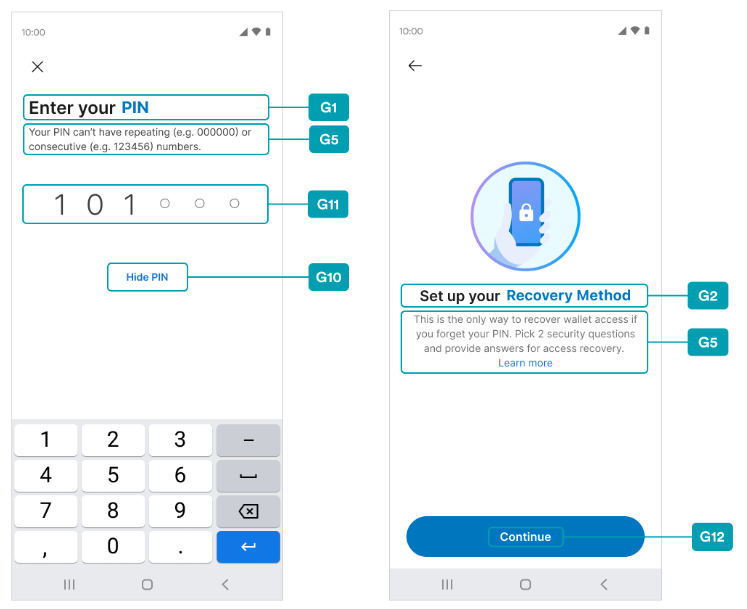 10:00
Enter your PIN
G1
Your PIN can't have repeating (e.g. 000000) or
consecutive (e.g. 123456) numbers.
G5
1 0 1
G11
Hide PIN
G10
1 2 3 –
4 5 6
7 8 9
, 0 .
10:00
Set up your Recovery Method
G2
This is the only way to recover wallet access if
you forget your PIN. Pick 2 security questions
and provide answers for access recovery.
Learn more
G5
Continue
G12